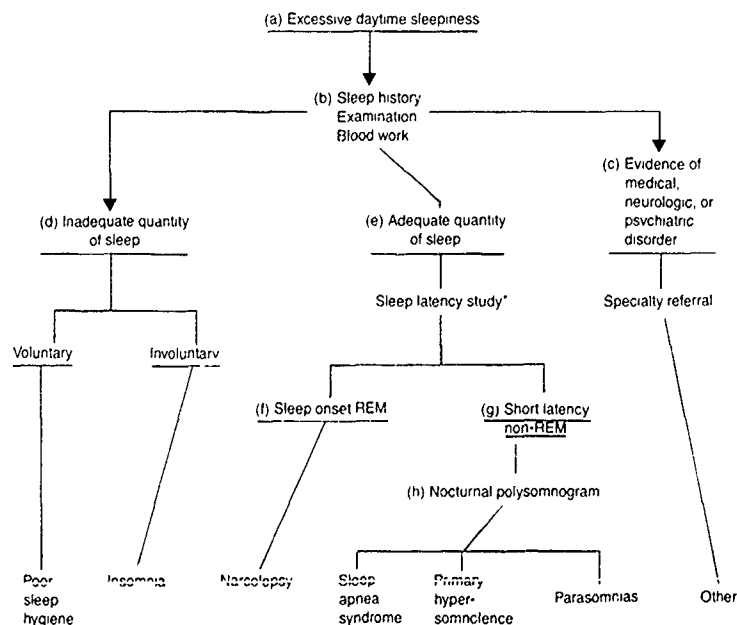 (a) Excessive daytime sleepiness
(b) Sleep history
Examination
Blood work
(c) Evidence of
medical,
neurologic, or
psychiatric
disorder
(d) Inadequate quantity
of sleep
(e) Adequate quantity
of sleep
Sleep latency study*
Specialty referral
Voluntary
Involuntary
(f) Sleep onset REM
(g) Short latency
non-REM
(h) Nocturnal polysomnogram
Poor
sleep
hygiene
Insomnia
Narcolepsy
Sleep
apnea
syndrome
Primary
hyper-
somnolence
Parasomnias
Other